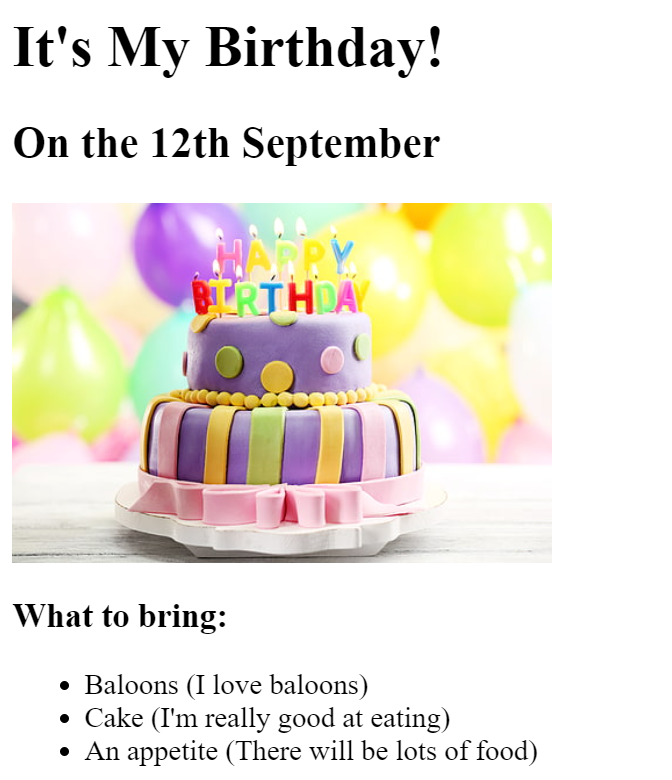 It's My Birthday!
On the 12th September
HAPPY
BIRTHDAY
What to bring:
Baloons (I love baloons)
Cake (I'm really good at eating)
An appetite (There will be lots of food)